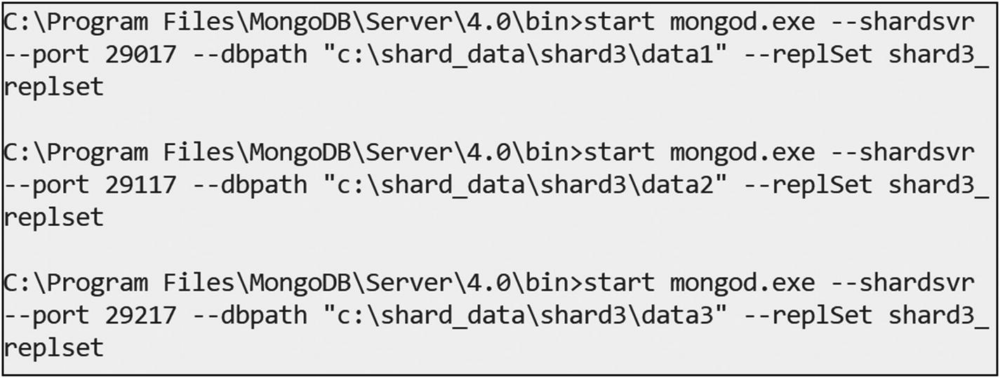 C:\Program Files\MongoDB\Server\4.0\bin>start mongod.exe --shardsvr
--port 29017 --dbpath "c:\shard_data\shard3\data1" --replSet shard3_
replset
C:\Program Files\MongoDB\Server\4.0\bin>start mongod.exe --shardsvr
--port 29117 --dbpath "c:\shard_data\shard3\data2" --replSet shard3_
replset
C:\Program Files\MongoDB\Server\4.0\bin>start mongod.exe --shardsvr
--port 29217 --dbpath "c:\shard_data\shard3\data3" --replSet shard3_
replset